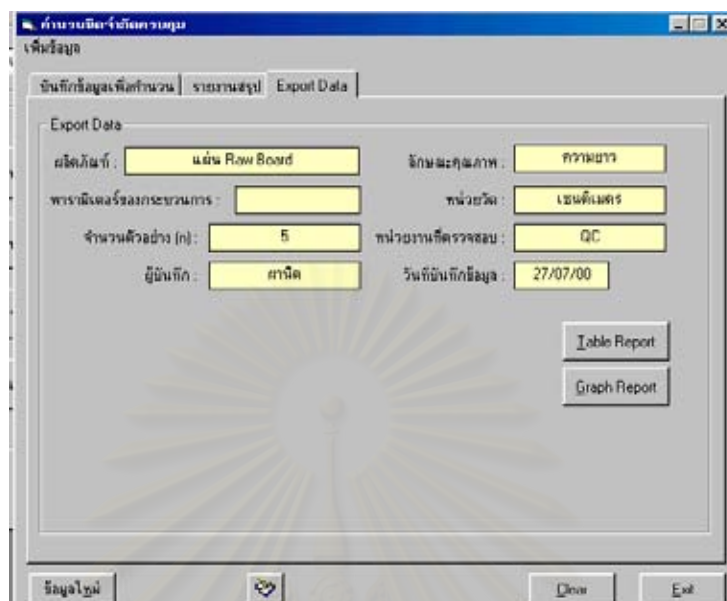 คำนวณขีดจำกัดควบคุม
เพิ่มข้อมูล
บันทึกข้อมูลเพื่อคำนวณ รายงานสรุป Export Data
Export Data
ผลิตภัณฑ์ : แผ่น Raw Board ลักษณะคุณภาพ : ความยาว
พารามิเตอร์ของกระบวนการ : หน่วยวัด : เซนติเมตร
จำนวนตัวอย่าง (n) : 5 หน่วยงานที่ตรวจสอบ : QC
ผู้บันทึก : วันที่บันทึกข้อมูล : 27/07/00
Table Report
Graph Report
ข้อมูลใหม่ Clear Exit